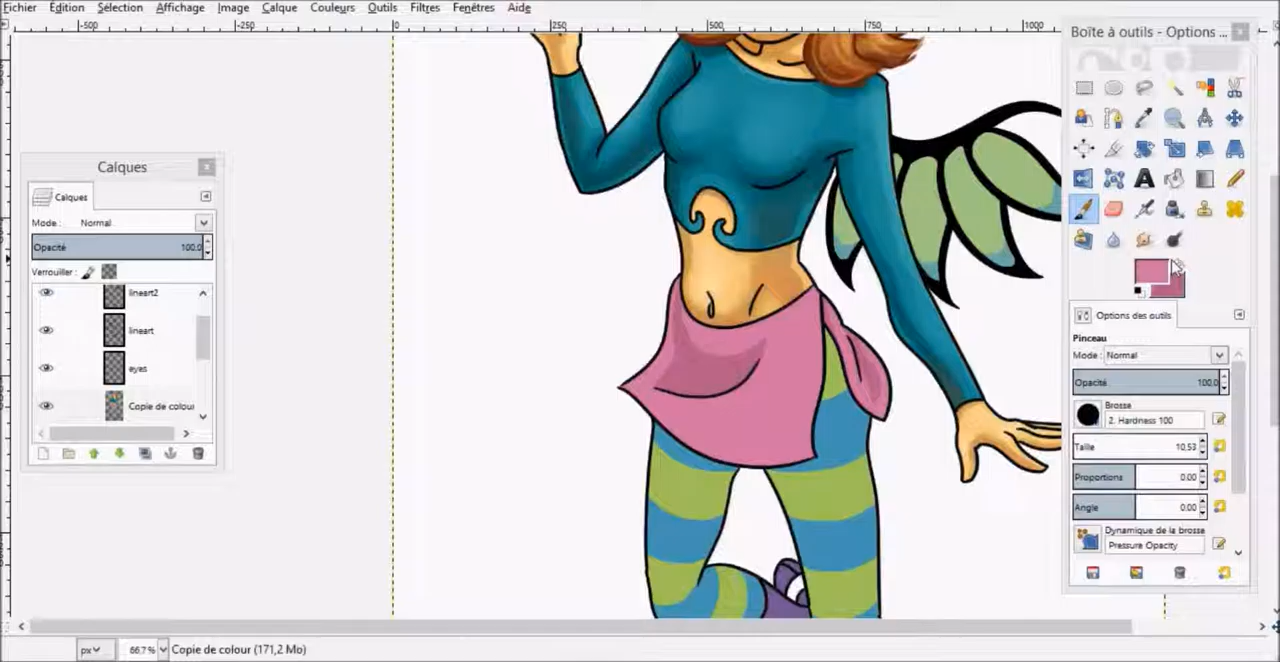 Fichier Édition Sélection Affichage Image Calque Couleurs Outils Filtres Fenêtres Aide
-500 -250 0 250 500 750 1000
Boîte à outils - Options ...
Calques
Calques
Mode : Normal
Opacité 100,0
Verrouiller :
lineart2
lineart
eyes
Copie de colour
Options des outils
Pinceau
Mode : Normal
Opacité 100,0
Brosse
2. Hardness 100
Taille 10,53
Proportions 0,00
Angle 0,00
Dynamique de la brosse
Pressure Opacity
px 66,7 % Copie de colour (171,2 Mo)